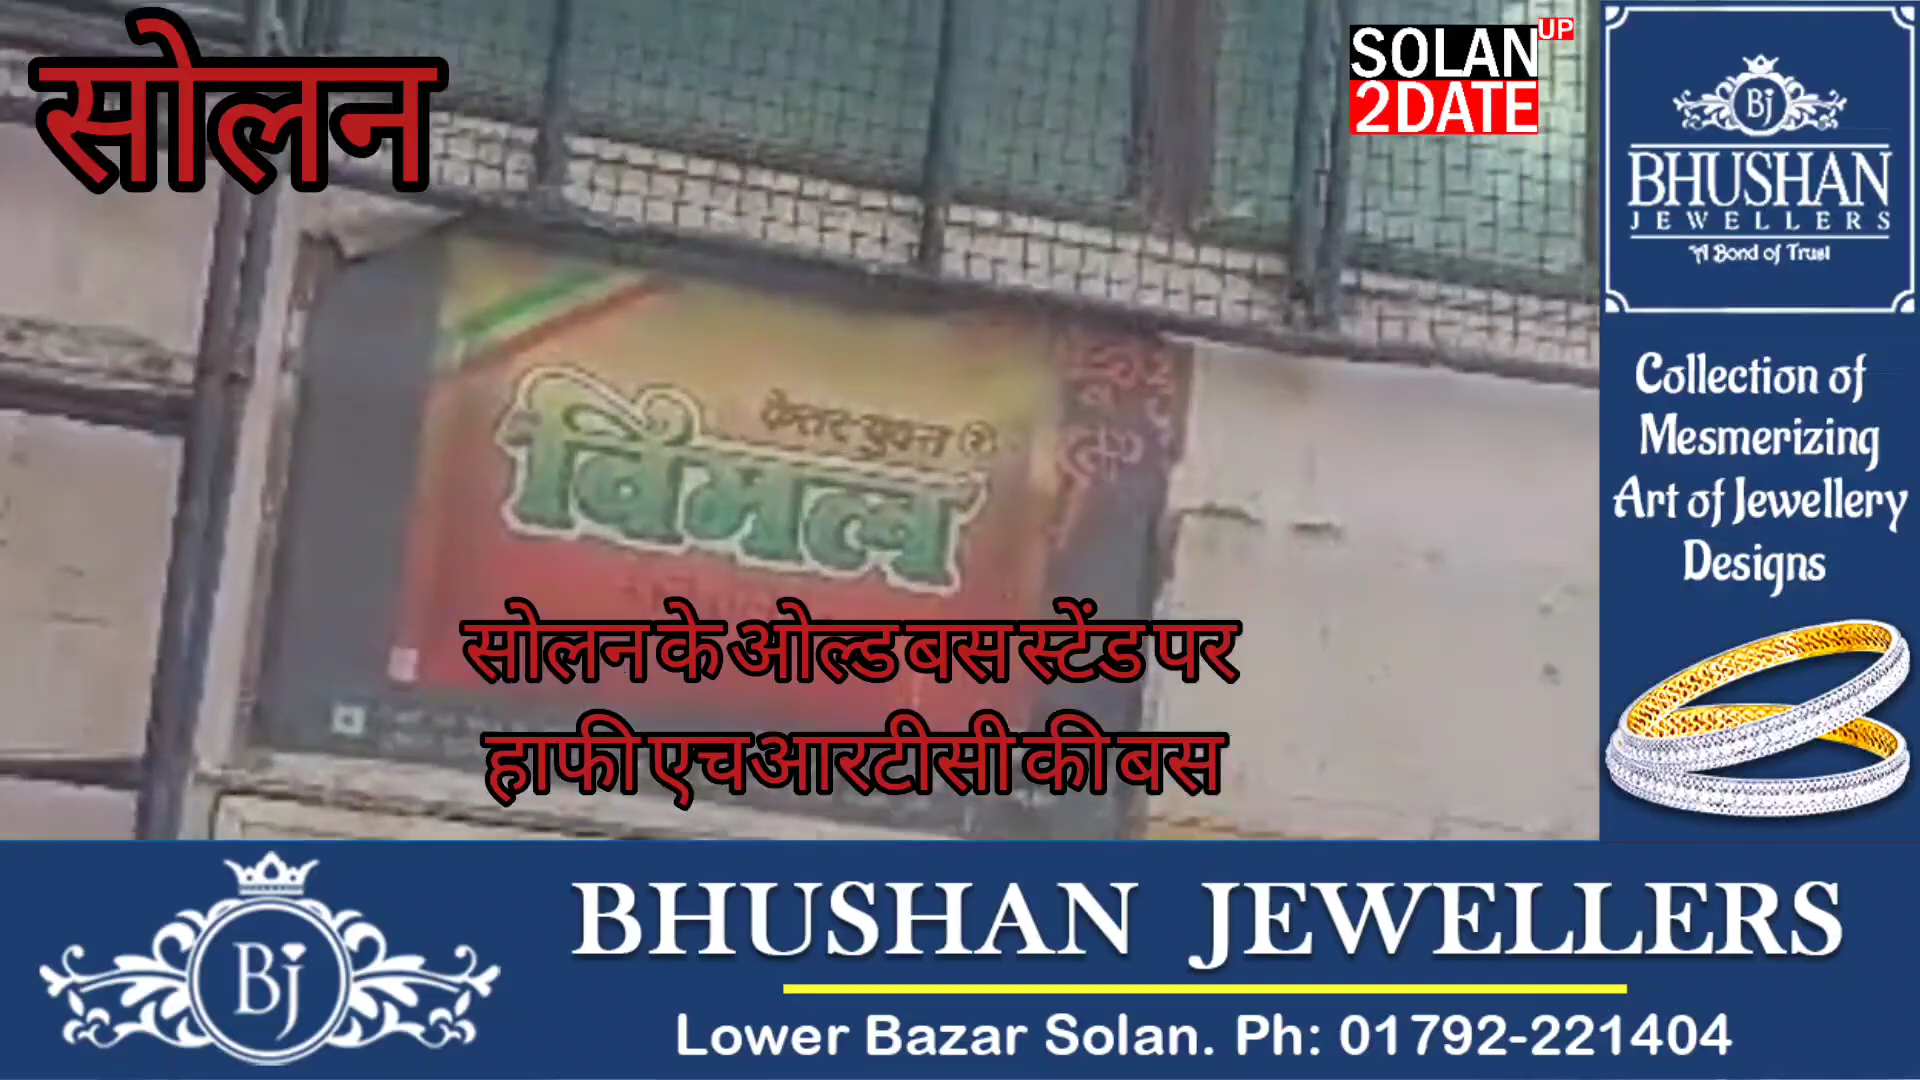 सोलन
SOLAN UP
2DATE
केसर युक्त
विमल
सोलन के ओल्ड बस स्टेंड पर
हाफी एचआरटीसी की बस
Bj
BHUSHAN
JEWELLERS
"A Bond of Trust
Collection of
Mesmerizing
Art of Jewellery
Designs
Bj
BHUSHAN JEWELLERS
Lower Bazar Solan. Ph: 01792-221404